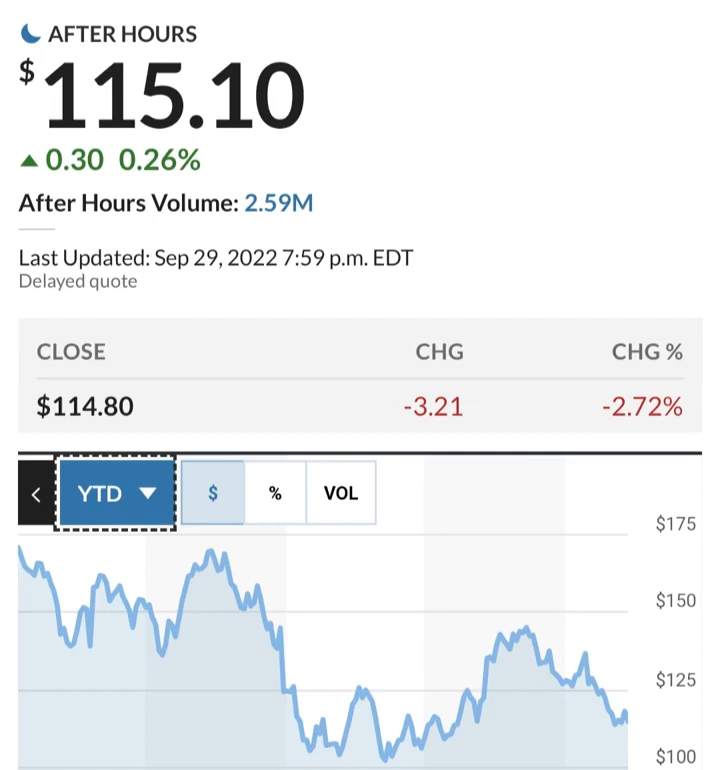 AFTER HOURS
$115.10
0.30 0.26%
After Hours Volume: 2.59M
Last Updated: Sep 29, 2022 7:59 p.m. EDT
Delayed quote
CLOSE CHG CHG %
$114.80 -3.21 -2.72%
YTD $ % VOL
$175
$150
$125
$100